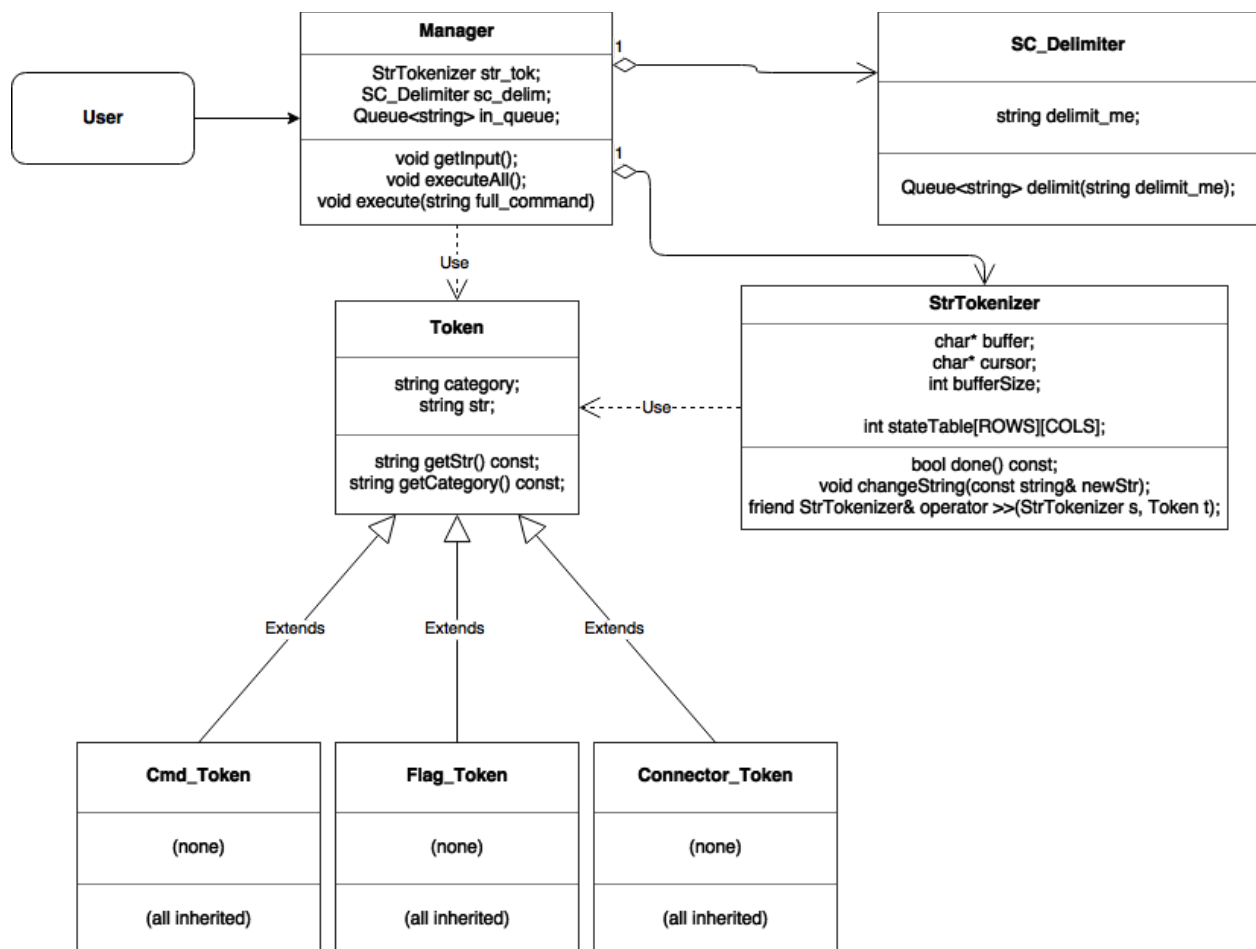 Manager
StrTokenizer str_tok;
SC_Delimiter sc_delim;
Queue<string> in_queue;
void getInput();
void executeAll();
void execute(string full_command)
User
1
1
SC_Delimiter
string delimit_me;
Queue<string> delimit(string delimit_me);
Use
Token
string category;
string str;
string getStr() const;
string getCategory() const;
Use
StrTokenizer
char* buffer;
char* cursor;
int bufferSize;
int stateTable[ROWS][COLS];
bool done() const;
void changeString(const string& newStr);
friend StrTokenizer& operator >>(StrTokenizer s, Token t);
Extends
Extends
Extends
Cmd_Token
(none)
(all inherited)
Flag_Token
(none)
(all inherited)
Connector_Token
(none)
(all inherited)